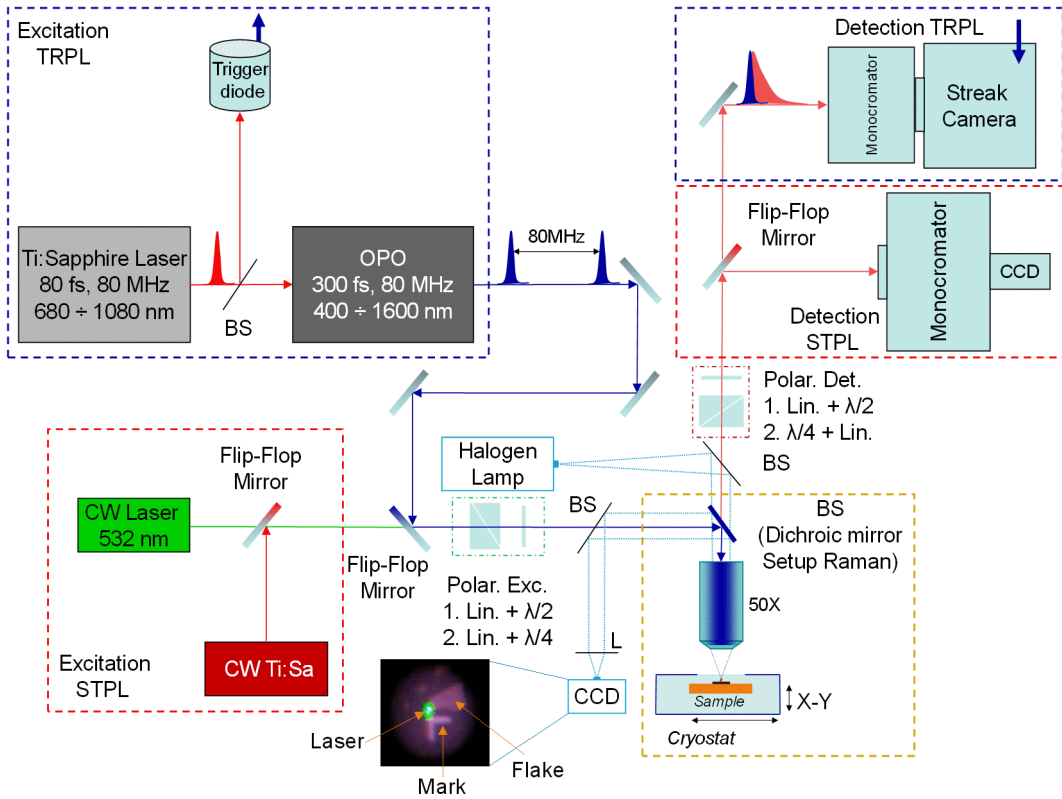 Excitation
TRPL
Trigger
diode
Ti:Sapphire Laser
80 fs, 80 MHz
680 ÷ 1080 nm
BS
OPO
300 fs, 80 MHz
400 ÷ 1600 nm
80MHz
Detection TRPL
Monocromator
Streak
Camera
Flip-Flop
Mirror
Monocromator
CCD
Detection
STPL
Polar. Det.
1. Lin. + λ/2
2. λ/4 + Lin.
BS
Halogen
Lamp
BS
Flip-Flop
Mirror
CW Laser
532 nm
Flip-Flop
Mirror
CW Ti:Sa
Excitation
STPL
Polar. Exc.
1. Lin. + λ/2
2. Lin. + λ/4
L
CCD
Laser
Mark
Flake
BS
(Dichroic mirror
Setup Raman)
50X
Sample
X-Y
Cryostat